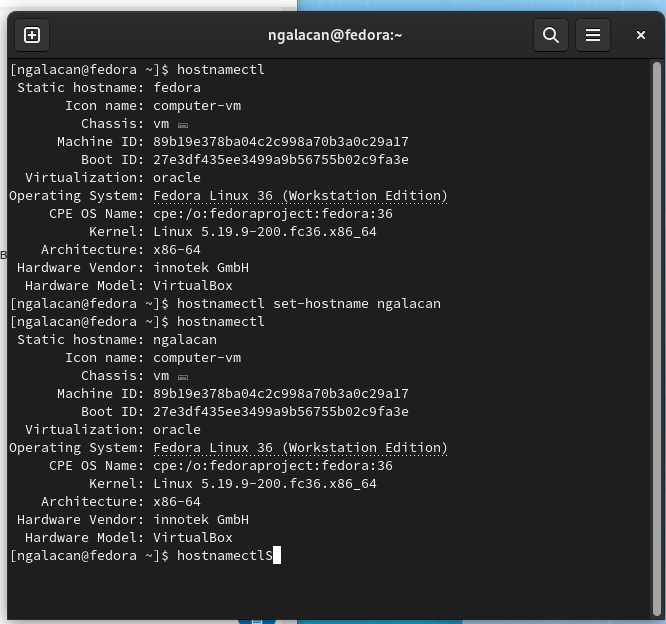 ngalacan@fedora:~
[ngalacan@fedora ~]$ hostnamectl
Static hostname: fedora
Icon name: computer-vm
Chassis: vm
Machine ID: 89b19e378ba04c2c998a70b3a0c29a17
Boot ID: 27e3df435ee3499a9b56755b02c9fa3e
Virtualization: oracle
Operating System: Fedora Linux 36 (Workstation Edition)
CPE OS Name: cpe:/o:fedoraproject:fedora:36
Kernel: Linux 5.19.9-200.fc36.x86_64
Architecture: x86-64
Hardware Vendor: innotek GmbH
Hardware Model: VirtualBox
[ngalacan@fedora ~]$ hostnamectl set-hostname ngalacan
[ngalacan@fedora ~]$ hostnamectl
Static hostname: ngalacan
Icon name: computer-vm
Chassis: vm
Machine ID: 89b19e378ba04c2c998a70b3a0c29a17
Boot ID: 27e3df435ee3499a9b56755b02c9fa3e
Virtualization: oracle
Operating System: Fedora Linux 36 (Workstation Edition)
CPE OS Name: cpe:/o:fedoraproject:fedora:36
Kernel: Linux 5.19.9-200.fc36.x86_64
Architecture: x86-64
Hardware Vendor: innotek GmbH
Hardware Model: VirtualBox
[ngalacan@fedora ~]$ hostnamectlS